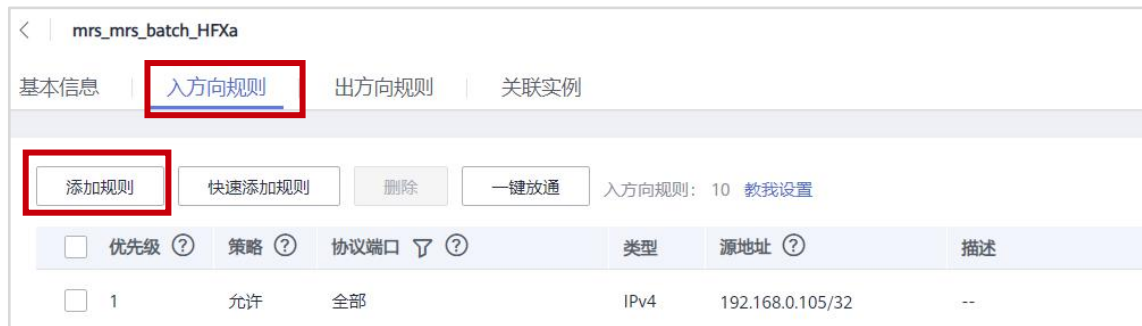 mrs_mrs_batch_HFXa
基本信息 入方向规则 出方向规则 关联实例
添加规则 快速添加规则 删除 一键放通 入方向规则： 10 教我设置
优先级 策略 协议端口 类型 源地址 描述
1 允许 全部 IPv4 192.168.0.105/32 --